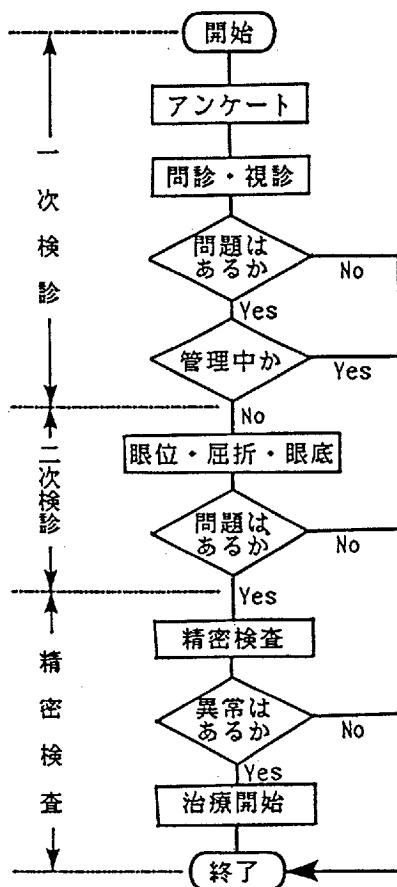 開始
アンケート
問診・視診
問題は
あるか
No
Yes
管理中か
Yes
No
眼位・屈折・眼底
問題は
あるか
No
Yes
精密検査
異常は
あるか
No
Yes
治療開始
終了
一次検診
二次検診
精密検査